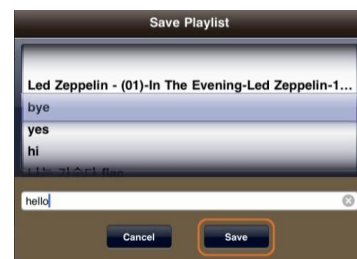 Save Playlist
Led Zeppelin - (01)-In The Evening-Led Zeppelin-1...
bye
yes
hi
hello
Cancel
Save